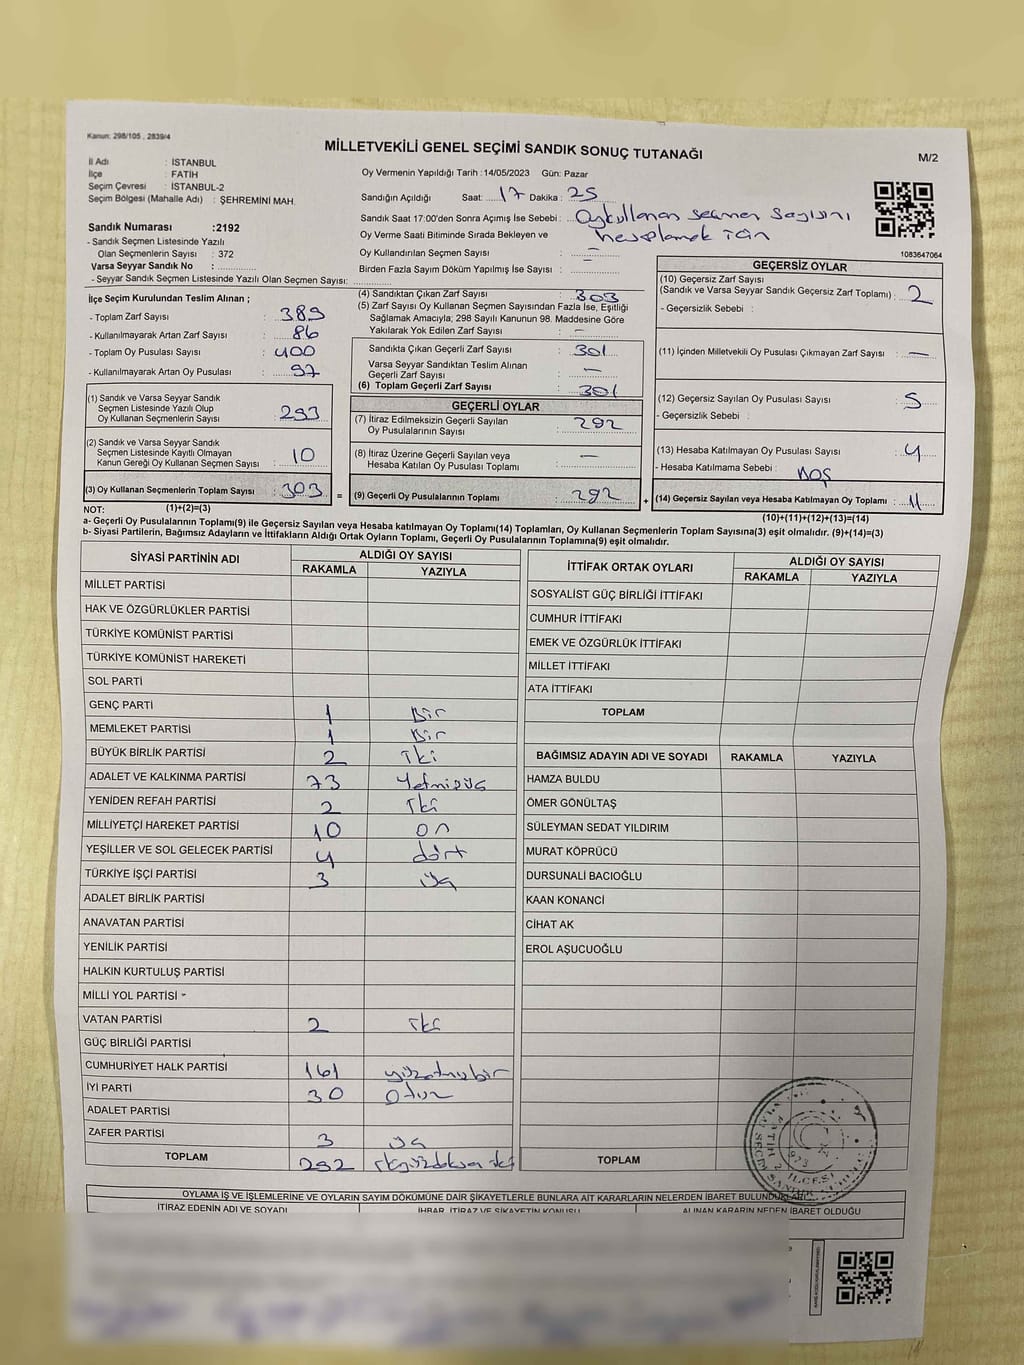 Kanun: 298/105 , 2839/4
MİLLETVEKİLİ GENEL SEÇİMİ SANDIK SONUÇ TUTANAĞI
M/2
İl Adı : İSTANBUL
İlçe : FATİH
Seçim Çevresi : İSTANBUL-2
Seçim Bölgesi (Mahalle Adı) : ŞEHREMİNİ MAH.
Oy Vermenin Yapıldığı Tarih :14/05/2023 Gün: Pazar
Sandığın Açıldığı Saat: 17 Dakika: 25
Sandık Saat 17:00'den Sonra Açımış İse Sebebi : Oykullanan seçmen sayısını
hesaplamak için
Oy Verme Saati Bitiminde Sırada Bekleyen ve
Oy Kullandırılan Seçmen Sayısı : –
Birden Fazla Sayım Döküm Yapılmış İse Sayısı : –
1083647064
Sandık Numarası :2192
- Sandık Seçmen Listesinde Yazılı
Olan Seçmenlerin Sayısı : 372
Varsa Seyyar Sandık No :
- Seyyar Sandık Seçmen Listesinde Yazılı Olan Seçmen Sayısı:
İlçe Seçim Kurulundan Teslim Alınan ;
- Toplam Zarf Sayısı : 389
- Kullanılmayarak Artan Zarf Sayısı : 86
- Toplam Oy Pusulası Sayısı : 400
- Kullanılmayarak Artan Oy Pusulası : 97
(1) Sandık ve Varsa Seyyar Sandık
Seçmen Listesinde Yazılı Olup
Oy Kullanan Seçmenlerin Sayısı : 293
(2) Sandık ve Varsa Seyyar Sandık
Seçmen Listesinde Kayıtlı Olmayan
Kanun Gereği Oy Kullanan Seçmen Sayısı : 10
(3) Oy Kullanan Seçmenlerin Toplam Sayısı : 303
(1)+(2)=(3)
(4) Sandıktan Çıkan Zarf Sayısı : 303
(5) Zarf Sayısı Oy Kullanan Seçmen Sayısından Fazla İse, Eşitliği
Sağlamak Amacıyla; 298 Sayılı Kanunun 98. Maddesine Göre
Yakılarak Yok Edilen Zarf Sayısı : –
Sandıkta Çıkan Geçerli Zarf Sayısı : 301
Varsa Seyyar Sandıktan Teslim Alınan
Geçerli Zarf Sayısı : –
(6) Toplam Geçerli Zarf Sayısı : 301
GEÇERLİ OYLAR
(7) İtiraz Edilmeksizin Geçerli Sayılan
Oy Pusulalarının Sayısı : 292
(8) İtiraz Üzerine Geçerli Sayılan veya
Hesaba Katılan Oy Pusulası Toplamı : –
= (9) Geçerli Oy Pusulalarının Toplamı : 292
GEÇERSİZ OYLAR
(10) Geçersiz Zarf Sayısı
(Sandık ve Varsa Seyyar Sandık Geçersiz Zarf Toplamı) : 2
- Geçersizlik Sebebi :
(11) İçinden Milletvekili Oy Pusulası Çıkmayan Zarf Sayısı : –
(12) Geçersiz Sayılan Oy Pusulası Sayısı : 5
- Geçersizlik Sebebi :
(13) Hesaba Katılmayan Oy Pusulası Sayısı : 4
- Hesaba Katılmama Sebebi : BOŞ
+ (14) Geçersiz Sayılan veya Hesaba Katılmayan Oy Toplamı : 11
(10)+(11)+(12)+(13)=(14)
NOT:
a- Geçerli Oy Pusulalarının Toplamı(9) ile Geçersiz Sayılan veya Hesaba katılmayan Oy Toplamı(14) Toplamları, Oy Kullanan Seçmenlerin Toplam Sayısına(3) eşit olmalıdır. (9)+(14)=(3)
b- Siyasi Partilerin, Bağımsız Adayların ve İttifakların Aldığı Ortak Oyların Toplamı, Geçerli Oy Pusulalarının Toplamına(9) eşit olmalıdır.
SİYASİ PARTİNİN ADI ALDIĞI OY SAYISI
RAKAMLA YAZIYLA
MİLLET PARTİSİ
HAK VE ÖZGÜRLÜKLER PARTİSİ
TÜRKİYE KOMÜNİST PARTİSİ
TÜRKİYE KOMÜNİST HAREKETİ
SOL PARTİ
GENÇ PARTİ 1 Bir
MEMLEKET PARTİSİ 1 Bir
BÜYÜK BİRLİK PARTİSİ 2 iki
ADALET VE KALKINMA PARTİSİ 73 Yetmişüç
YENİDEN REFAH PARTİSİ 2 iki
MİLLİYETÇİ HAREKET PARTİSİ 10 on
YEŞİLLER VE SOL GELECEK PARTİSİ 4 dört
TÜRKİYE İŞÇİ PARTİSİ 3 üç
ADALET BİRLİK PARTİSİ
ANAVATAN PARTİSİ
YENİLİK PARTİSİ
HALKIN KURTULUŞ PARTİSİ
MİLLİ YOL PARTİSİ
VATAN PARTİSİ 2 iki
GÜÇ BİRLİĞİ PARTİSİ
CUMHURİYET HALK PARTİSİ 161 yüzatmışbir
İYİ PARTİ 30 Otuz
ADALET PARTİSİ
ZAFER PARTİSİ 3 üç
TOPLAM 292 ikiyüzdoksan iki
İTTİFAK ORTAK OYLARI ALDIĞI OY SAYISI
RAKAMLA YAZIYLA
SOSYALİST GÜÇ BİRLİĞİ İTTİFAKI
CUMHUR İTTİFAKI
EMEK VE ÖZGÜRLÜK İTTİFAKI
MİLLET İTTİFAKI
ATA İTTİFAKI
TOPLAM
BAĞIMSIZ ADAYIN ADI VE SOYADI RAKAMLA YAZIYLA
HAMZA BULDU
ÖMER GÖNÜLTAŞ
SÜLEYMAN SEDAT YILDIRIM
MURAT KÖPRÜCÜ
DURSUNALİ BACIOĞLU
KAAN KONANCİ
CİHAT AK
EROL AŞUCUOĞLU
TOPLAM
OYLAMA İŞ VE İŞLEMLERİNE VE OYLARIN SAYIM DÖKÜMÜNE DAİR ŞİKAYETLERLE BUNLARA AİT KARARLARIN NELERDEN İBARET BULUNDUKLARI
İTİRAZ EDENİN ADI VE SOYADI İHBAR, İTİRAZ VE ŞİKAYETİN KONUSU ALINAN KARARIN NEDEN İBARET OLDUĞU